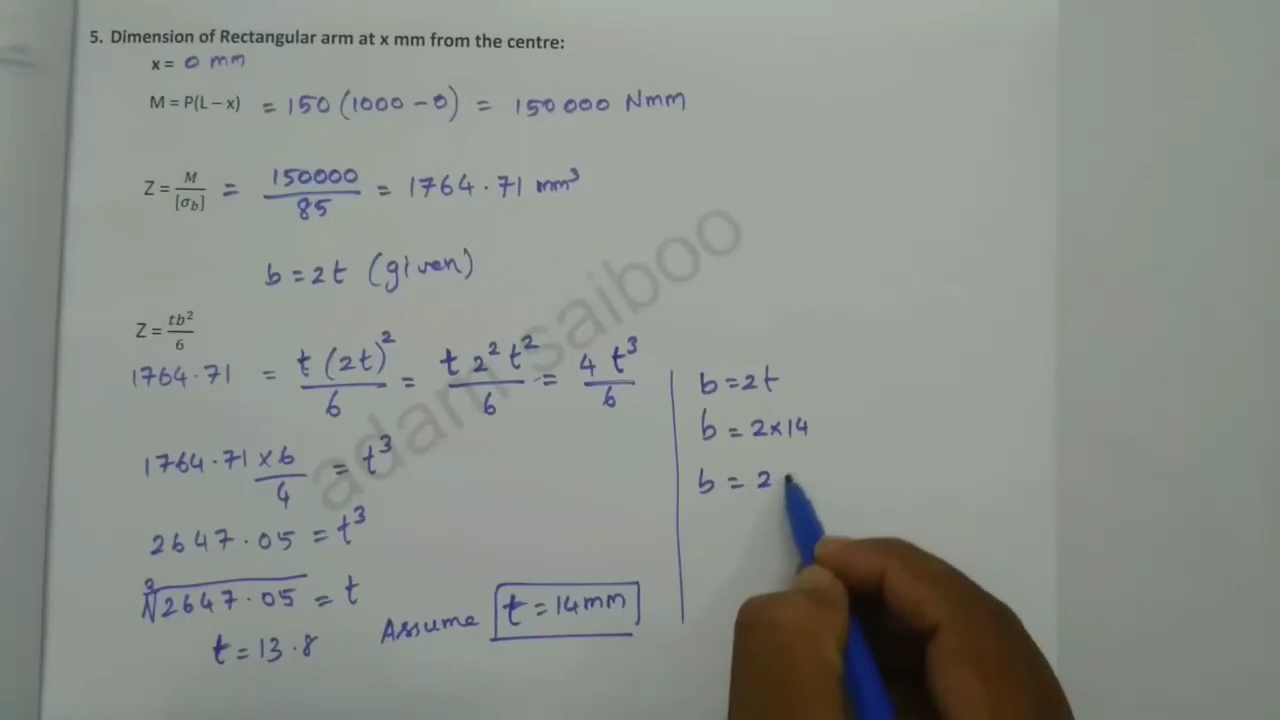 5. Dimension of Rectangular arm at x mm from the centre:
x = 0 mm
M = P(L – x) = 150 (1000 – 0) = 150 000 Nmm
Z = M/[σb] = 150000/85 = 1764.71 mm³
b = 2t (given)
Z = tb²/6
1764.71 = t (2t)²/6 = t 2² t²/6 = 4 t³/6
1764.71 × 6/4 = t³
2647.05 = t³
∛2647.05 = t
t = 13.8
Assume t = 14mm
b = 2t
b = 2×14
b = 2
adam saiboo